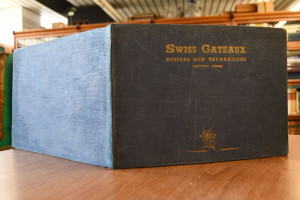 SWISS GATEAUX
DESIGNS AND DECORATIONS